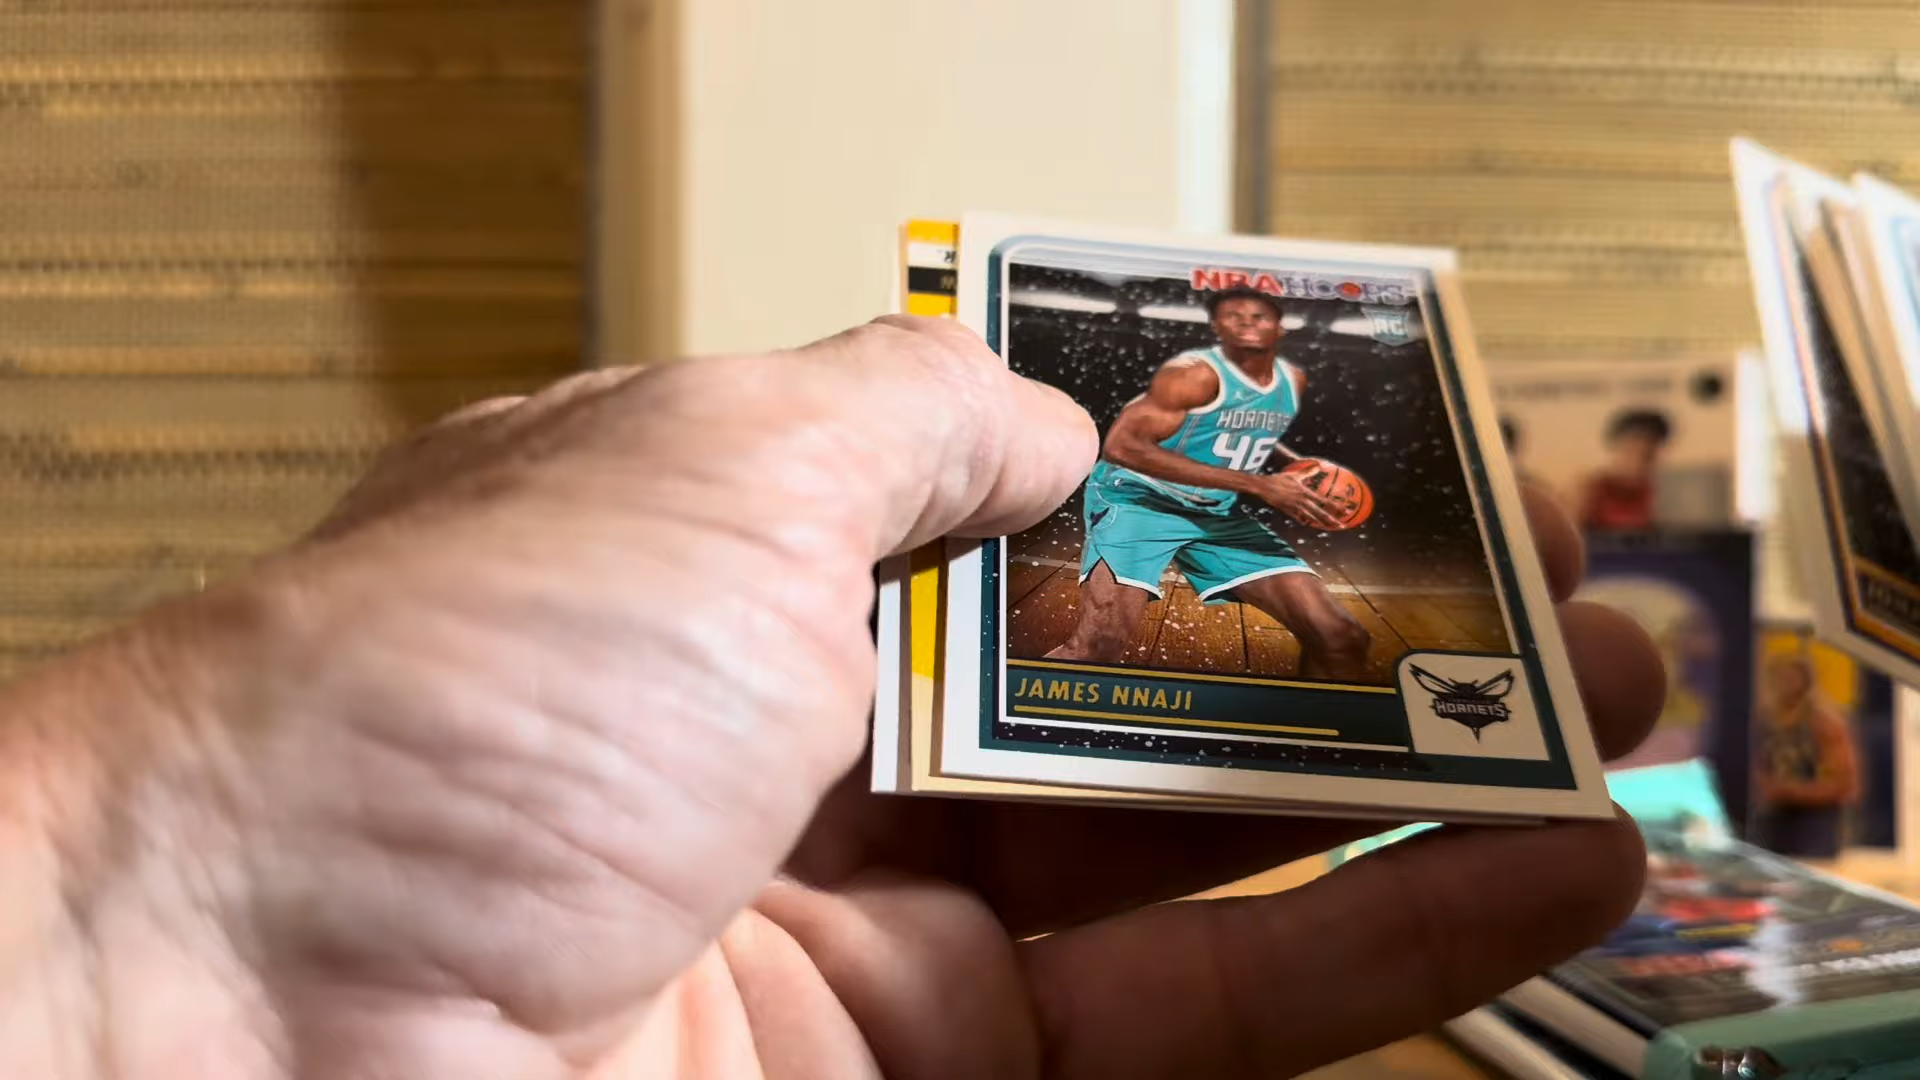 NBA HOOPS
RC
HORNETS
46
JAMES NNAJI
HORNETS